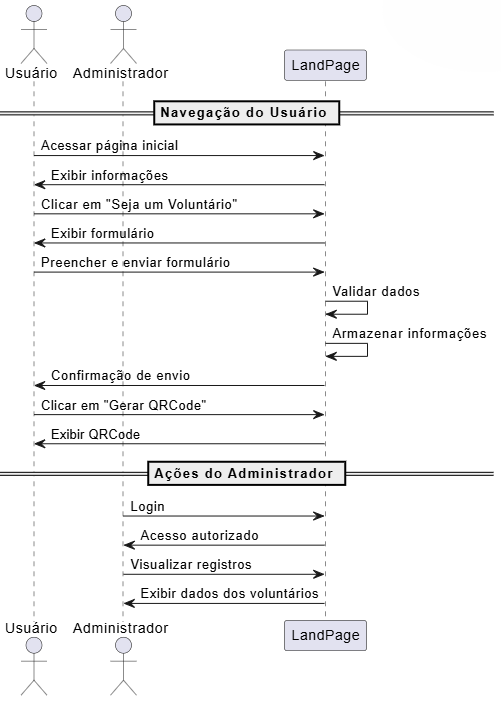 Usuário
Administrador
LandPage
Navegação do Usuário
Acessar página inicial
Exibir informações
Clicar em "Seja um Voluntário"
Exibir formulário
Preencher e enviar formulário
Validar dados
Armazenar informações
Confirmação de envio
Clicar em "Gerar QRCode"
Exibir QRCode
Ações do Administrador
Login
Acesso autorizado
Visualizar registros
Exibir dados dos voluntários
Usuário
Administrador
LandPage